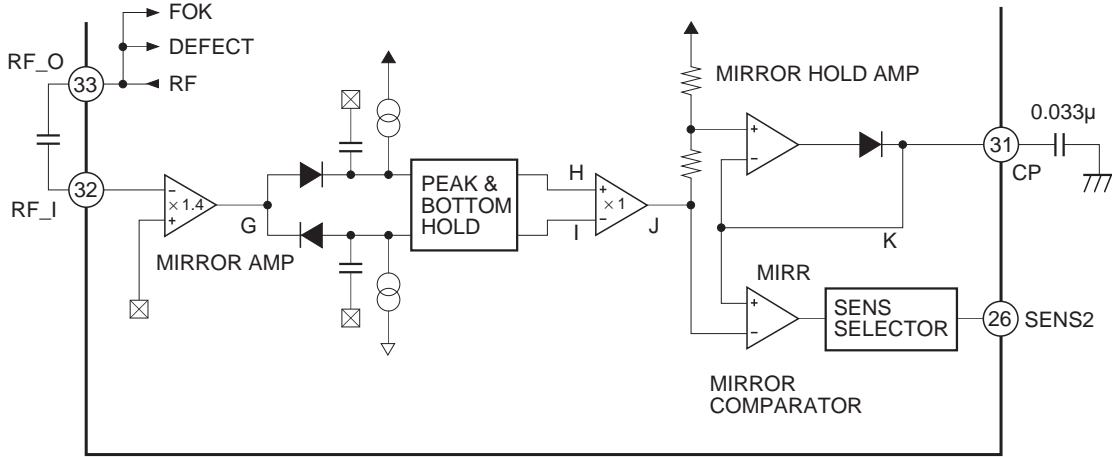 FOK
DEFECT
RF
RF_O
33
32
RF_I
× 1.4
−
+
G
MIRROR AMP
PEAK &
BOTTOM
HOLD
H
I
+
× 1
−
J
MIRROR HOLD AMP
+
−
K
31
CP
0.033µ
MIRR
+
−
SENS
SELECTOR
26
SENS2
MIRROR
COMPARATOR